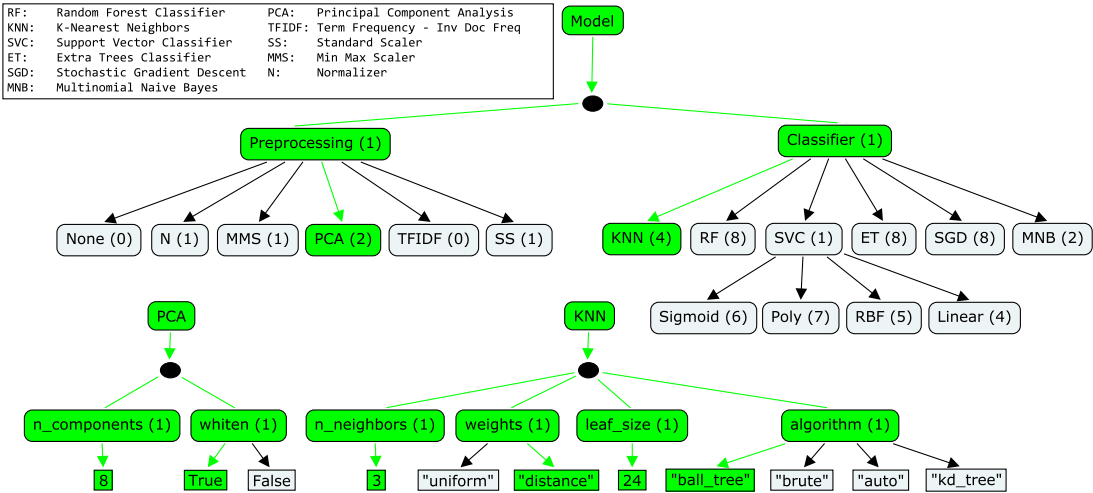 RF: Random Forest Classifier PCA: Principal Component Analysis
KNN: K-Nearest Neighbors TFIDF: Term Frequency - Inv Doc Freq
SVC: Support Vector Classifier SS: Standard Scaler
ET: Extra Trees Classifier MMS: Min Max Scaler
SGD: Stochastic Gradient Descent N: Normalizer
MNB: Multinomial Naive Bayes
Model
Preprocessing (1) Classifier (1)
None (0) N (1) MMS (1) PCA (2) TFIDF (0) SS (1) KNN (4) RF (8) SVC (1) ET (8) SGD (8) MNB (2)
Sigmoid (6) Poly (7) RBF (5) Linear (4)
PCA KNN
n_components (1) whiten (1) n_neighbors (1) weights (1) leaf_size (1) algorithm (1)
8 True False 3 "uniform" "distance" 24 "ball_tree" "brute" "auto" "kd_tree"